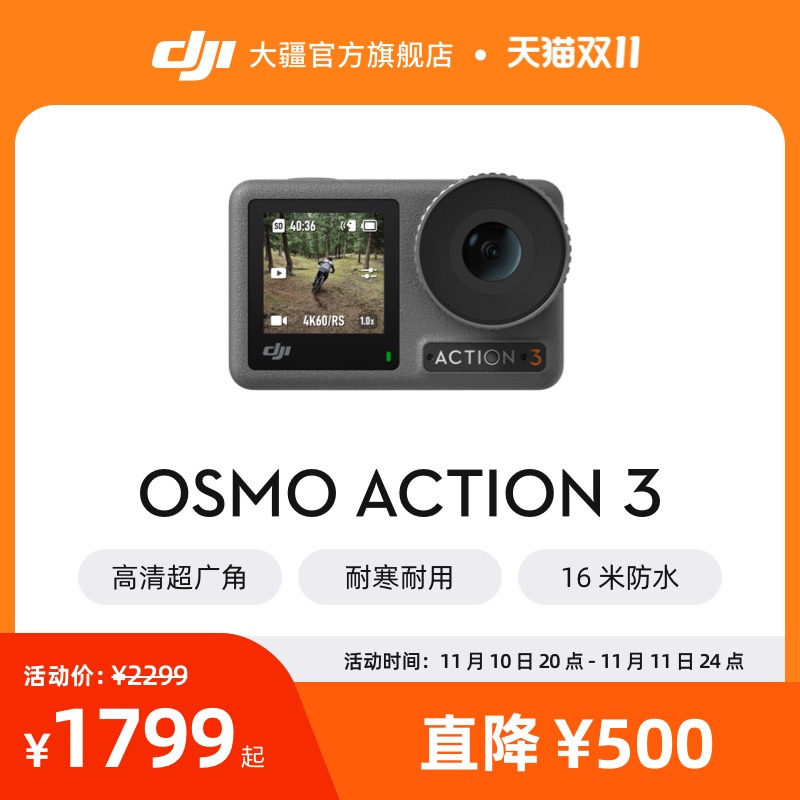 dji 大疆官方旗舰店 • 天猫双11
SD 40:36
4K60/RS 1.0x
dji
ACTION 3
OSMO ACTION 3
高清超广角
耐寒耐用
16 米防水
活动时间：11 月 10 日 20 点 - 11 月 11 日 24 点
活动价：¥2299
¥1799起
直降 ¥500